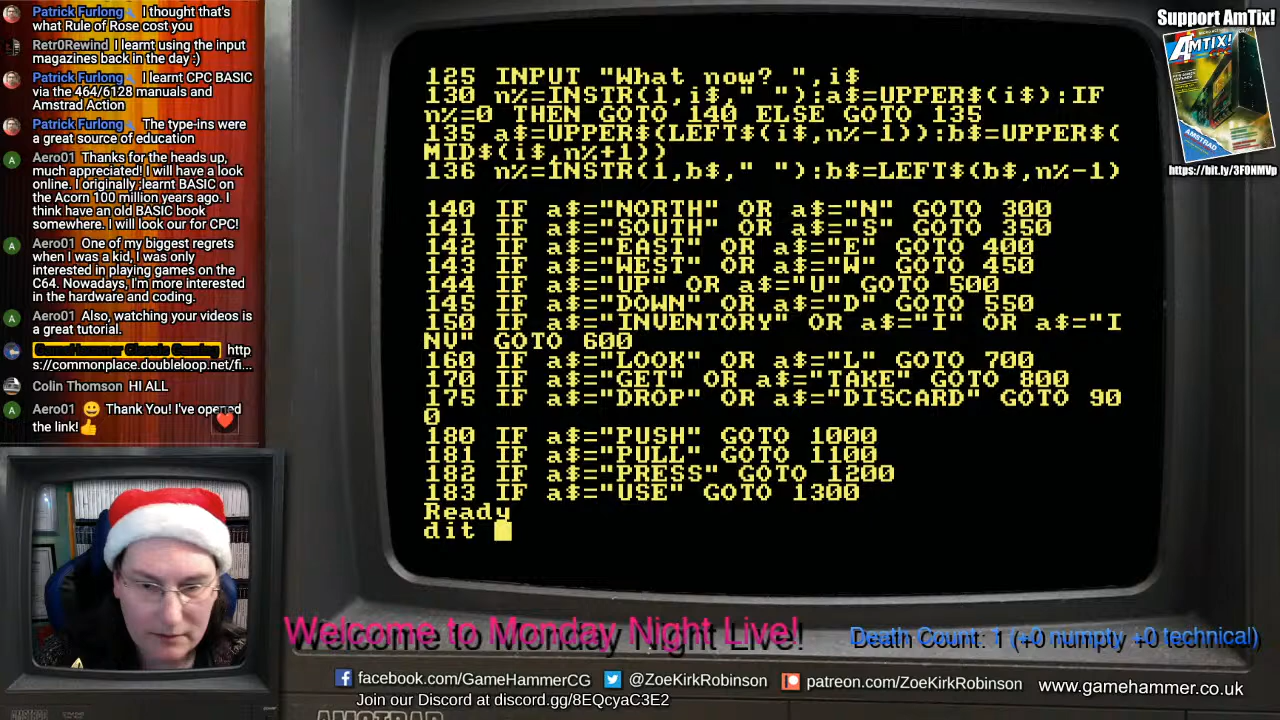 Patrick Furlong I thought that's
what Rule of Rose cost you
Retr0Rewind I learnt using the input
magazines back in the day :)
Patrick Furlong I learnt CPC BASIC
via the 464/6128 manuals and
Amstrad Action
Patrick Furlong The type-ins were
a great source of education
Aero01 Thanks for the heads up,
much appreciated! I will have a look
online. I originally ;learnt BASIC on
the Acorn 100 million years ago. I
think have an old BASIC book
somewhere. I will look our for CPC!
Aero01 One of my biggest regrets
when I was a kid, I was only
interested in playing games on the
C64. Nowadays, I'm more interested
in the hardware and coding.
Aero01 Also, watching your videos is
a great tutorial.
GameHammer Classic Gaming http
s://commonplace.doubleloop.net/fi...
Colin Thomson HI ALL
Aero01 😀 Thank You! I've opened
the link!👍
125 INPUT "What now? ",i$
130 n%=INSTR(1,i$," "):a$=UPPER$(i$):IF
n%=0 THEN GOTO 140 ELSE GOTO 135
135 a$=UPPER$(LEFT$(i$,n%-1)):b$=UPPER$(
MID$(i$,n%+1))
136 n%=INSTR(1,b$," "):b$=LEFT$(b$,n%-1)
140 IF a$="NORTH" OR a$="N" GOTO 300
141 IF a$="SOUTH" OR a$="S" GOTO 350
142 IF a$="EAST" OR a$="E" GOTO 400
143 IF a$="WEST" OR a$="W" GOTO 450
144 IF a$="UP" OR a$="U" GOTO 500
145 IF a$="DOWN" OR a$="D" GOTO 550
150 IF a$="INVENTORY" OR a$="I" OR a$="I
NV" GOTO 600
160 IF a$="LOOK" OR a$="L" GOTO 700
170 IF a$="GET" OR a$="TAKE" GOTO 800
175 IF a$="DROP" OR a$="DISCARD" GOTO 90
0
180 IF a$="PUSH" GOTO 1000
181 IF a$="PULL" GOTO 1100
182 IF a$="PRESS" GOTO 1200
183 IF a$="USE" GOTO 1300
Ready
dit
Support AmTix!
AMTIX!
AMSTRAD
https://bit.ly/3F0NMVp
Welcome to Monday Night Live!
Death Count: 1 (+0 numpty +0 technical)
facebook.com/GameHammerCG @ZoeKirkRobinson patreon.com/ZoeKirkRobinson www.gamehammer.co.uk
Join our Discord at discord.gg/8EQcyaC3E2
AMSTRAD